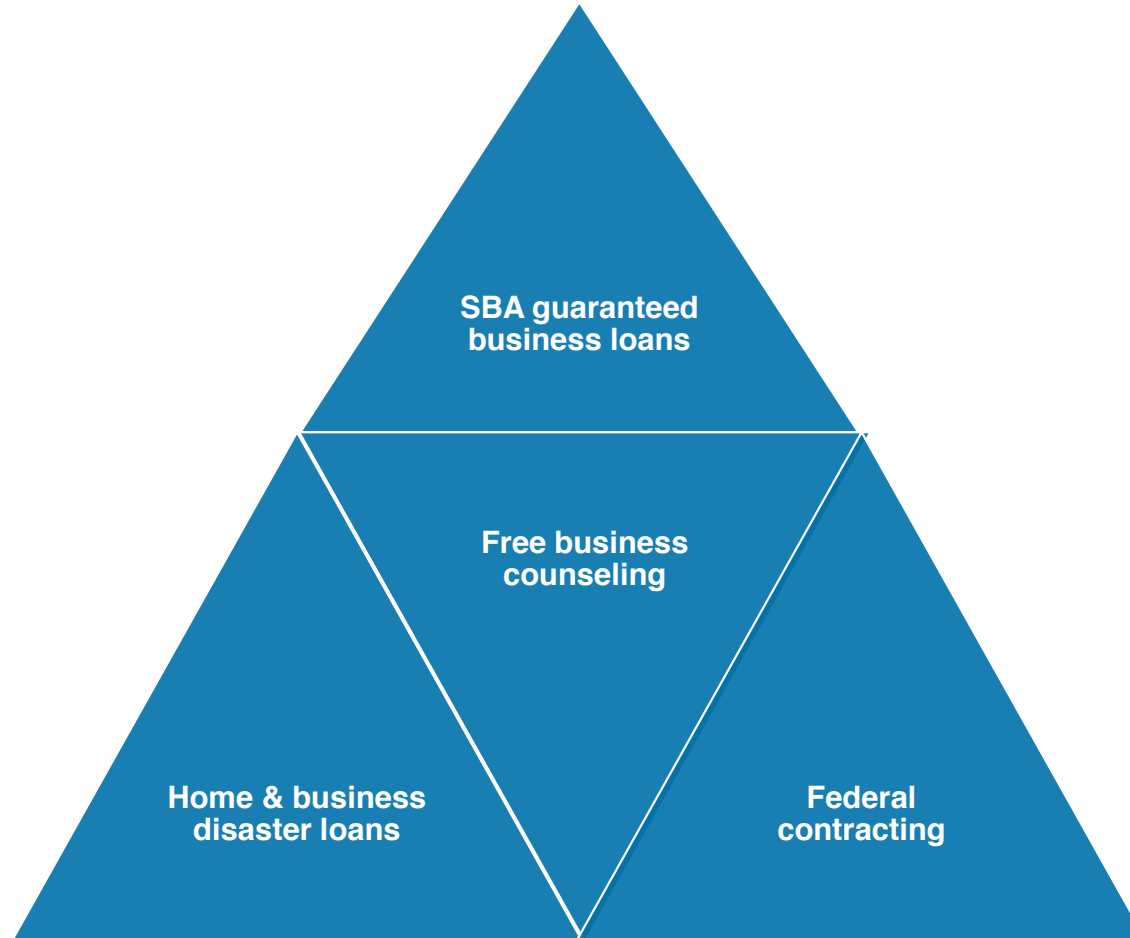 SBA guaranteed
business loans
Free business
counseling
Home & business
disaster loans
Federal
contracting